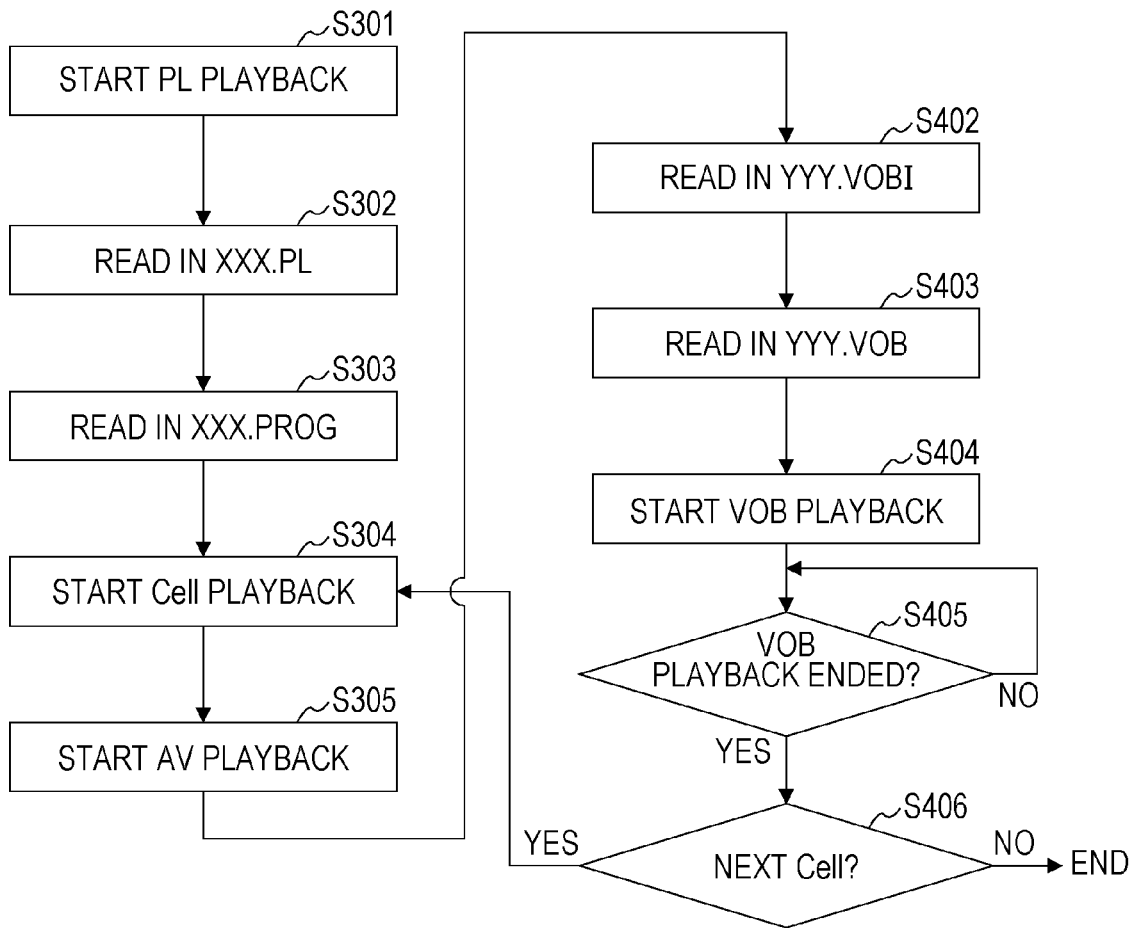 S301
START PL PLAYBACK
S302
READ IN XXX.PL
S303
READ IN XXX.PROG
S304
START Cell PLAYBACK
S305
START AV PLAYBACK
S402
READ IN YYY.VOBI
S403
READ IN YYY.VOB
S404
START VOB PLAYBACK
S405
VOB
PLAYBACK ENDED?
NO
YES
S406
NEXT Cell?
YES
NO
END